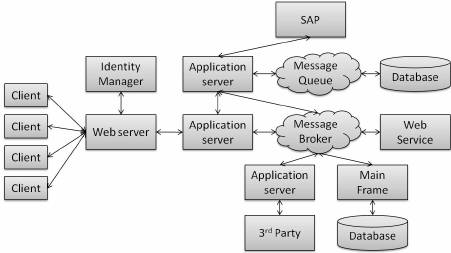 SAP
Identity
Manager
Application
server
Message
Queue
Database
Client
Client
Client
Client
Web server
Application
server
Message
Broker
Web
Service
Application
server
Main
Frame
3rd Party
Database